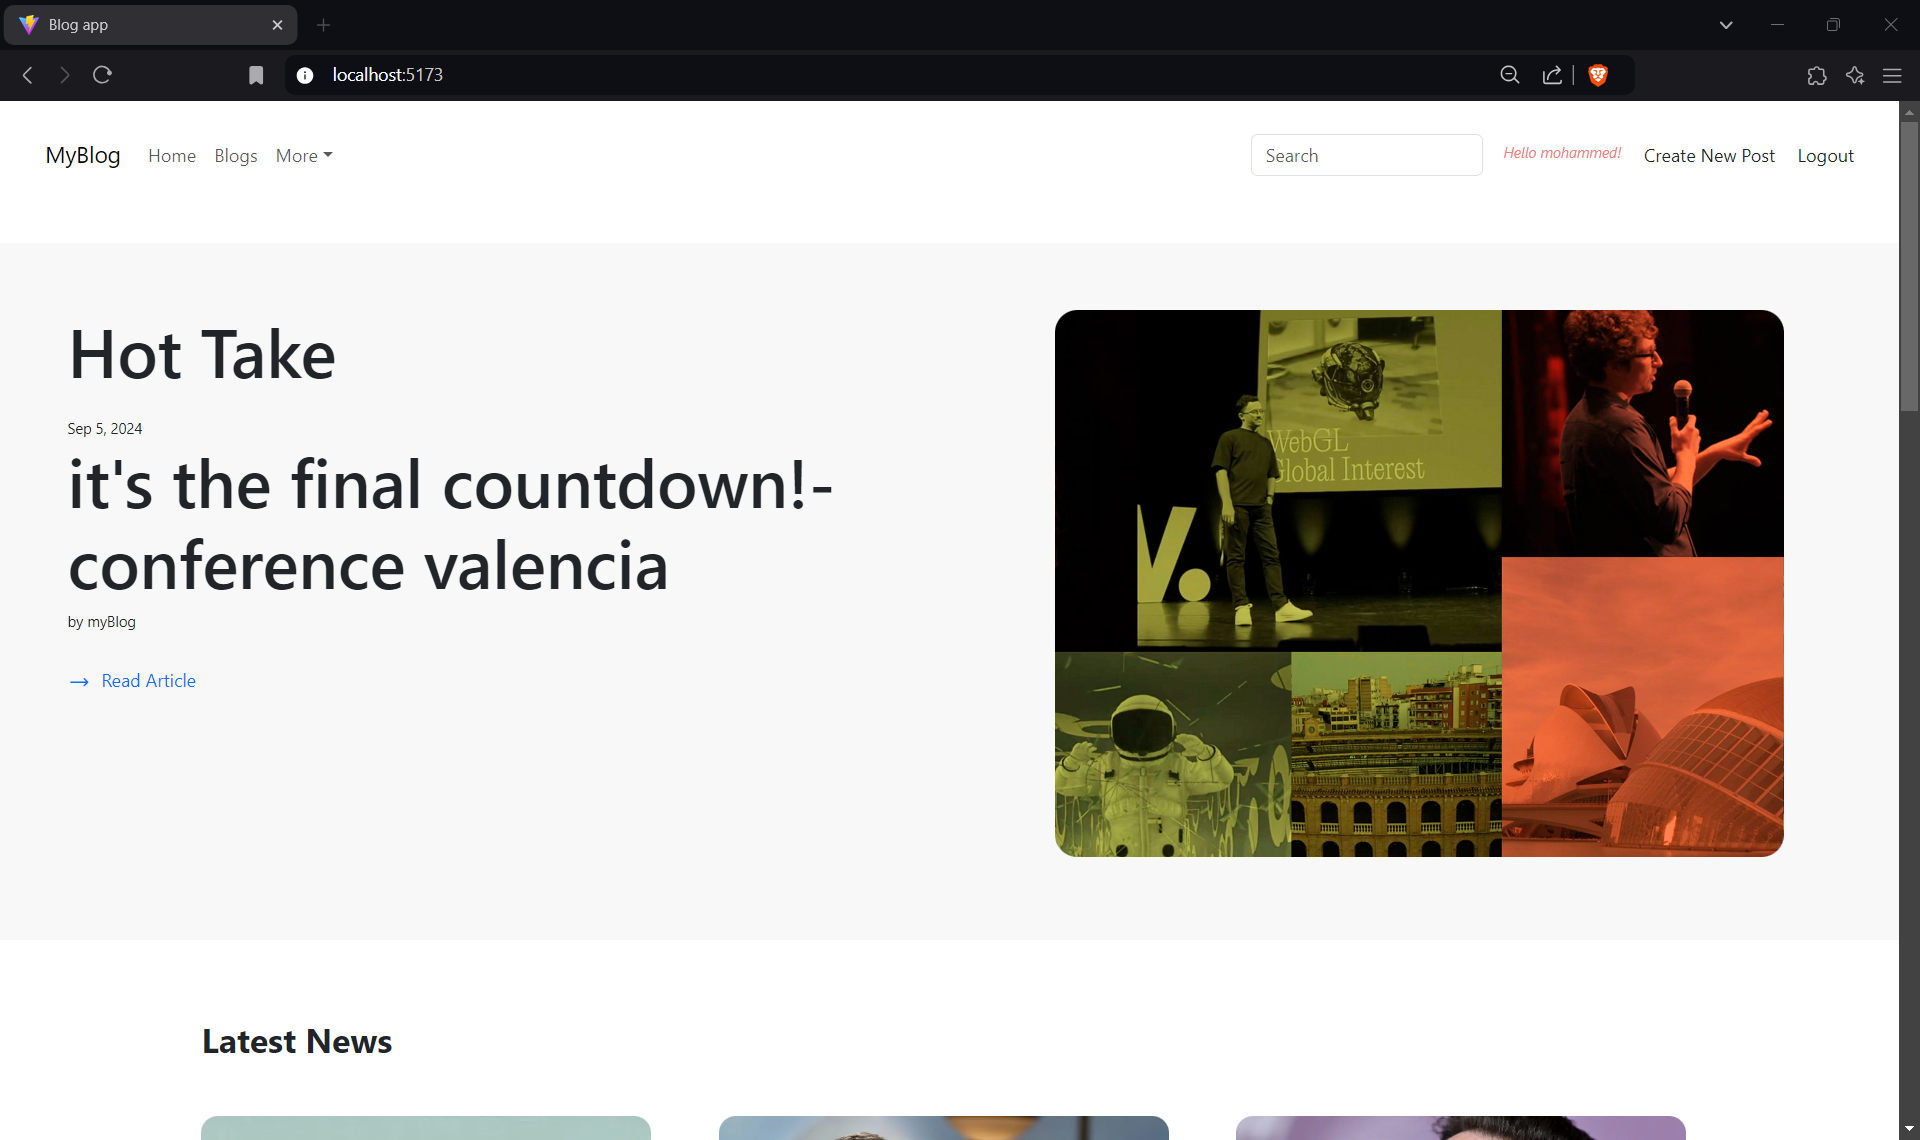 Blog app
localhost:5173
MyBlog Home Blogs More Search Hello mohammed! Create New Post Logout
Hot Take
Sep 5, 2024
it's the final countdown!-
conference valencia
by myBlog
→ Read Article
WebGL
Global Interest
V.
Latest News